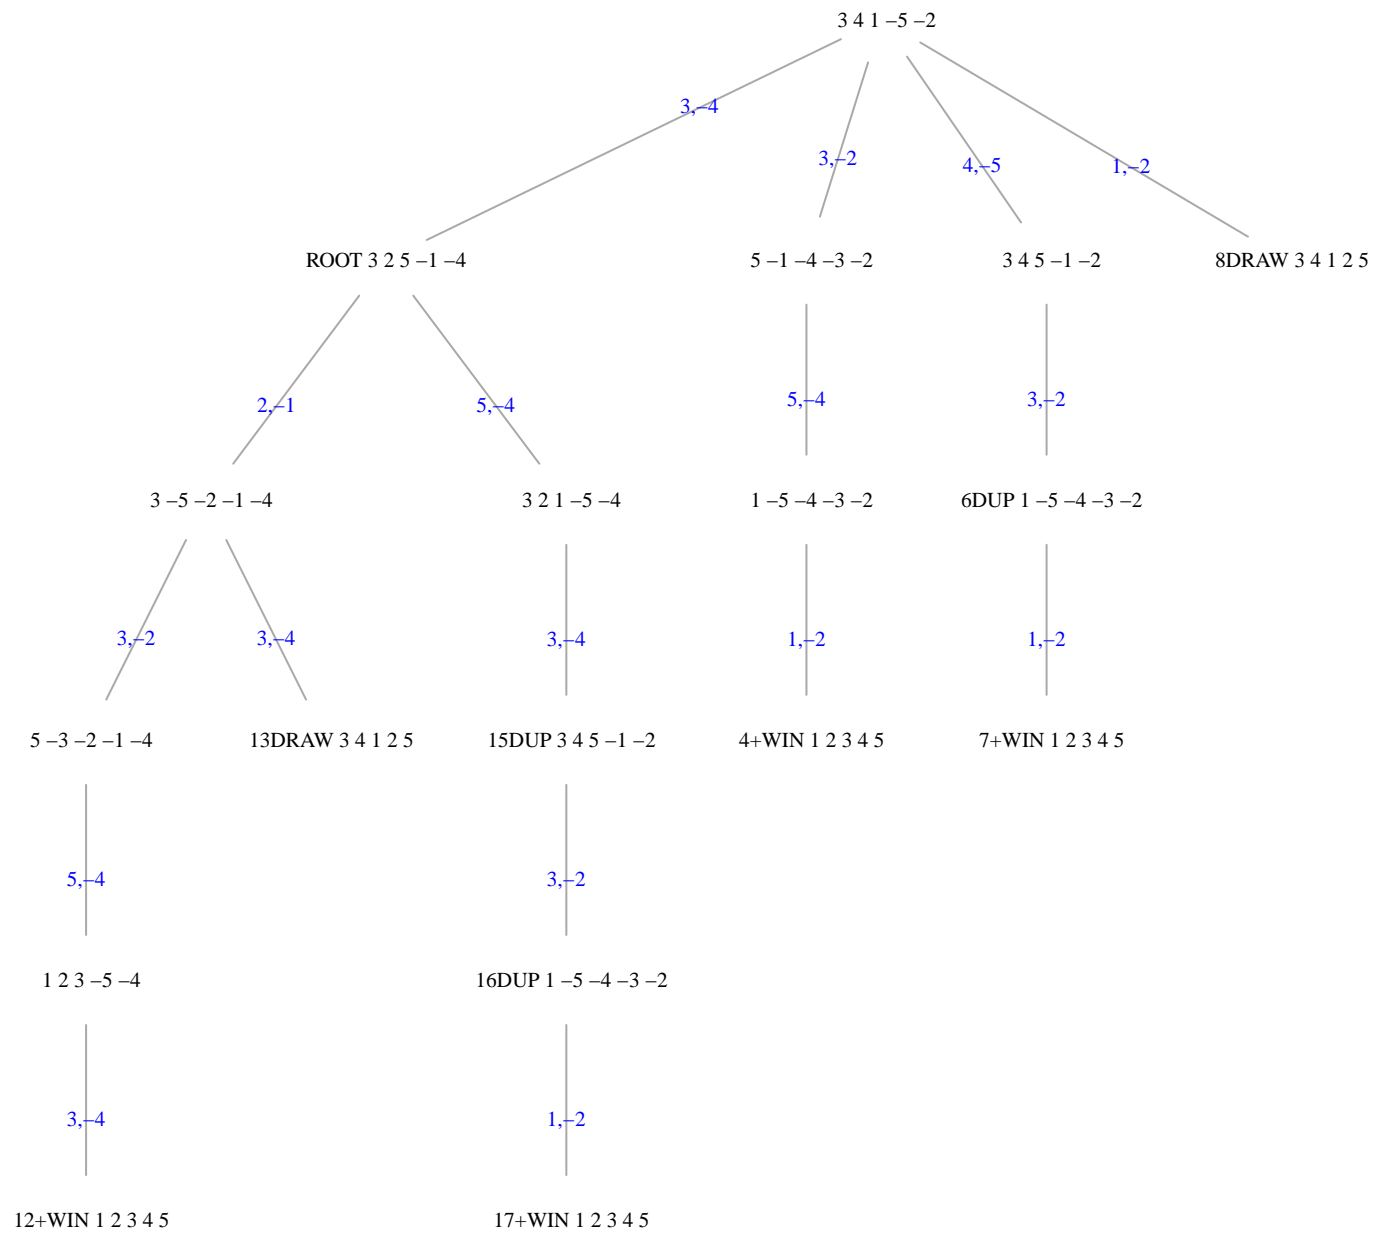 3 4 1 –5 –2
3,–4
3,–2
4,–5
1,–2
ROOT 3 2 5 –1 –4
5 –1 –4 –3 –2
3 4 5 –1 –2
8DRAW 3 4 1 2 5
2,–1
5,–4
5,–4
3,–2
3 –5 –2 –1 –4
3 2 1 –5 –4
1 –5 –4 –3 –2
6DUP 1 –5 –4 –3 –2
3,–2
3,–4
3,–4
1,–2
1,–2
5 –3 –2 –1 –4
13DRAW 3 4 1 2 5
15DUP 3 4 5 –1 –2
4+WIN 1 2 3 4 5
7+WIN 1 2 3 4 5
5,–4
3,–2
1 2 3 –5 –4
16DUP 1 –5 –4 –3 –2
3,–4
1,–2
12+WIN 1 2 3 4 5
17+WIN 1 2 3 4 5